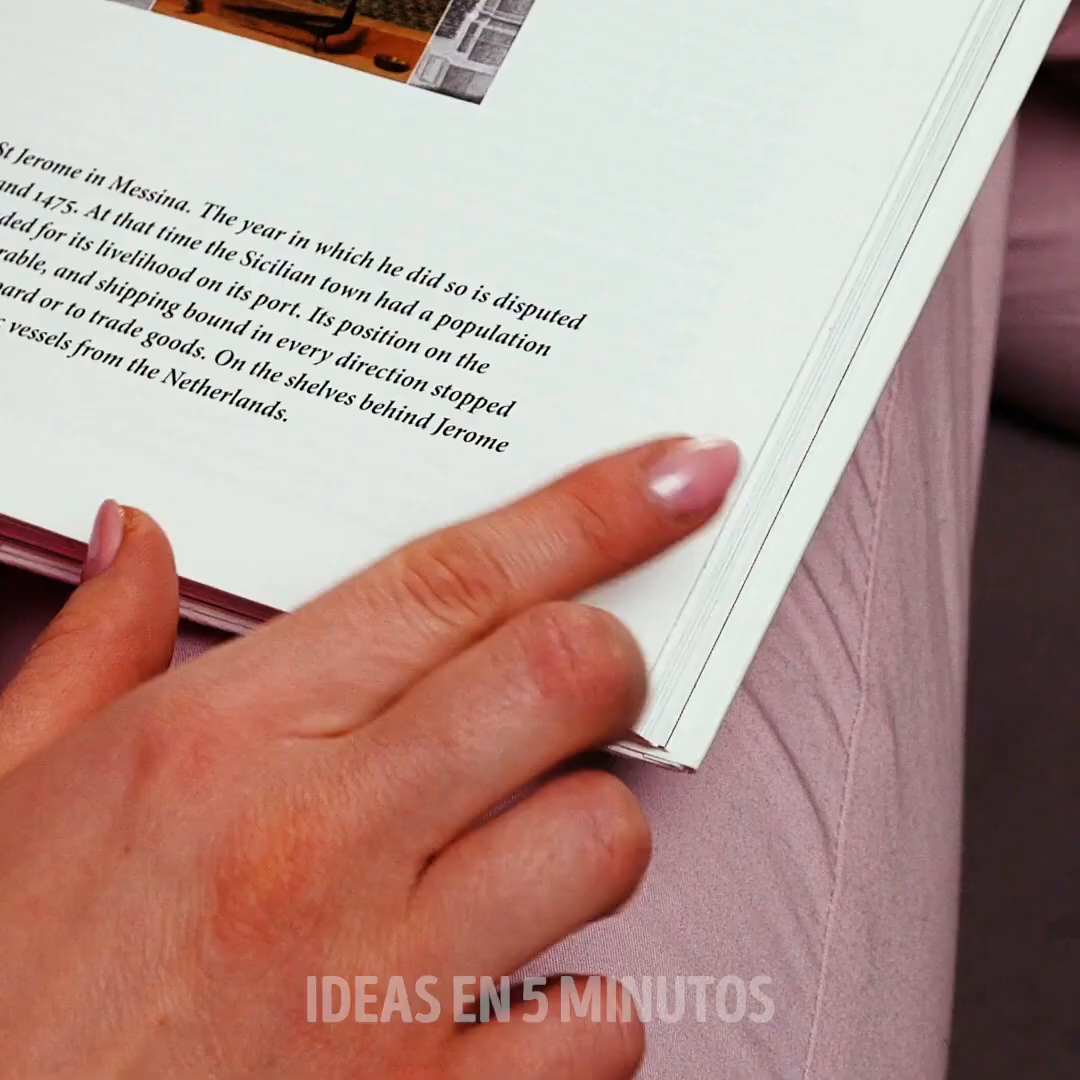 St Jerome in Messina. The year in which he did so is disputed
and 1475. At that time the Sicilian town had a population
for its livelihood on its port. Its position on the
and shipping bound in every direction stopped
or to trade goods. On the shelves behind Jerome
vessels from the Netherlands.
IDEAS EN 5 MINUTOS